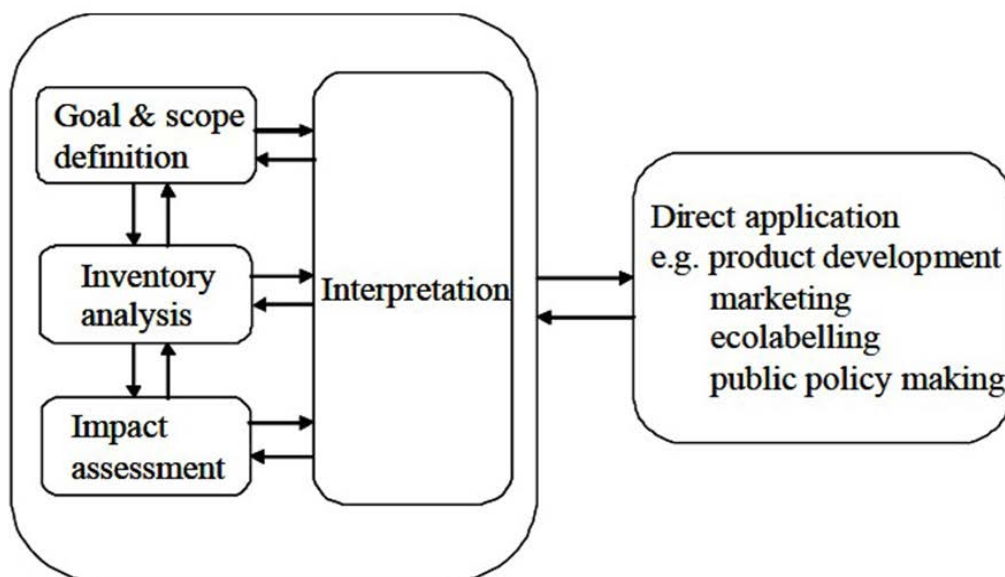 Goal & scope
definition
Inventory
analysis
Impact
assessment
Interpretation
Direct application
e.g. product development
marketing
ecolabelling
public policy making